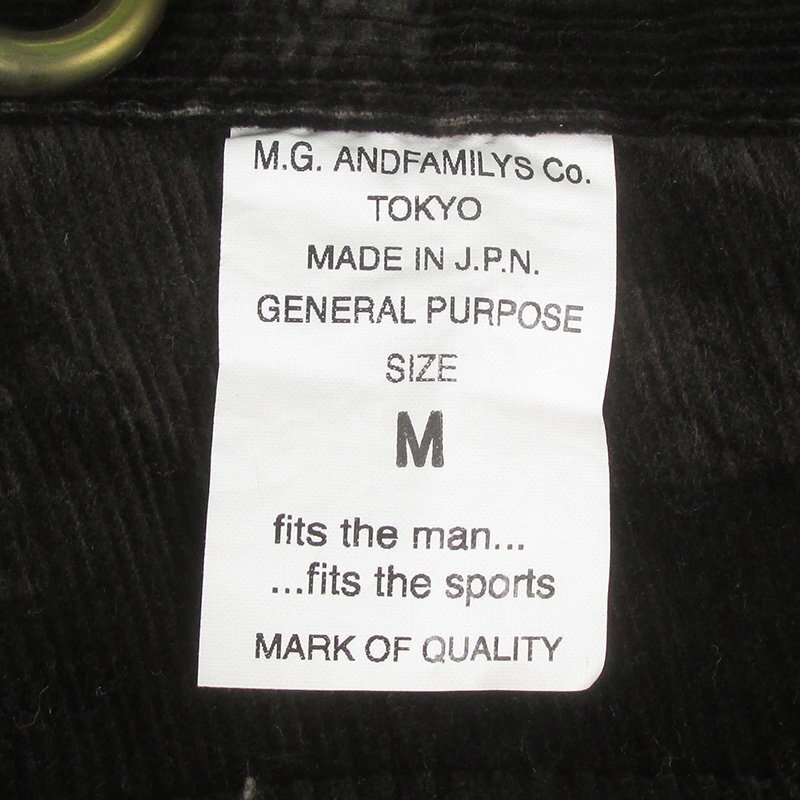 M.G. ANDFAMILYS Co.
TOKYO
MADE IN J.P.N.
GENERAL PURPOSE
SIZE
M
fits the man...
...fits the sports
MARK OF QUALITY